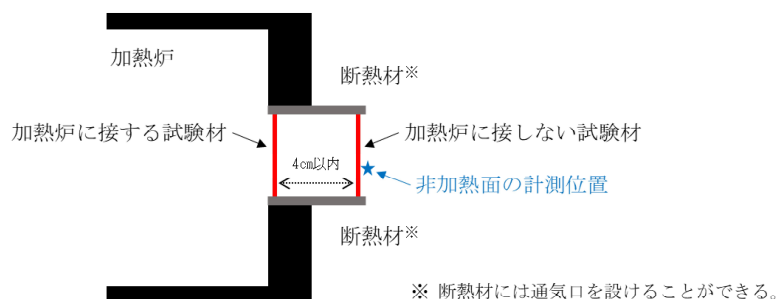 加熱炉
断熱材※
加熱炉に接する試験材
加熱炉に接しない試験材
4㎝以内
非加熱面の計測位置
断熱材※
※ 断熱材には通気口を設けることができる。